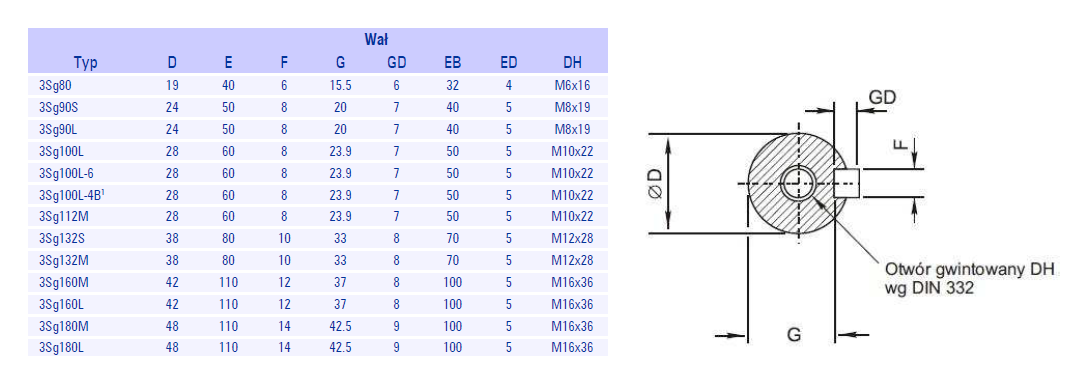 Wał
Typ D E F G GD EB ED DH
3Sg80 19 40 6 15.5 6 32 4 M6x16
3Sg90S 24 50 8 20 7 40 5 M8x19
3Sg90L 24 50 8 20 7 40 5 M8x19
3Sg100L 28 60 8 23.9 7 50 5 M10x22
3Sg100L-6 28 60 8 23.9 7 50 5 M10x22
3Sg100L-4B¹ 28 60 8 23.9 7 50 5 M10x22
3Sg112M 28 60 8 23.9 7 50 5 M10x22
3Sg132S 38 80 10 33 8 70 5 M12x28
3Sg132M 38 80 10 33 8 70 5 M12x28
3Sg160M 42 110 12 37 8 100 5 M16x36
3Sg160L 42 110 12 37 8 100 5 M16x36
3Sg180M 48 110 14 42.5 9 100 5 M16x36
3Sg180L 48 110 14 42.5 9 100 5 M16x36
GD
F
ØD
Otwór gwintowany DH
wg DIN 332
G